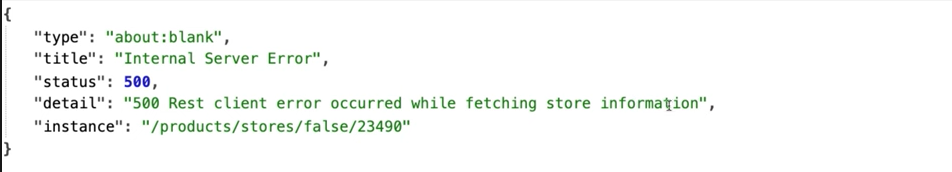 {
"type": "about:blank",
"title": "Internal Server Error",
"status": 500,
"detail": "500 Rest client error occurred while fetching store information",
"instance": "/products/stores/false/23490"
}